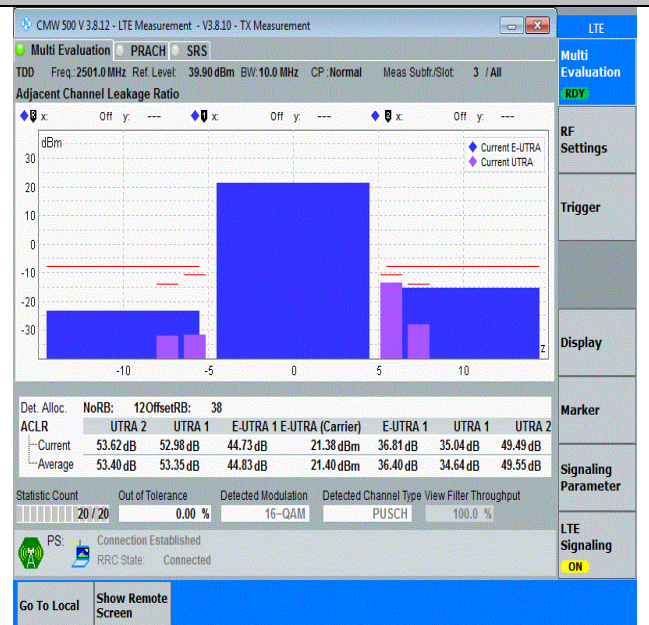 CMW 500 V 3.8.12 - LTE Measurement - V3.8.10 - TX Measurement
LTE
Multi Evaluation PRACH SRS
TDD Freq.:2501.0 MHz Ref. Level: 39.90 dBm BW:10.0 MHz CP :Normal Meas Subfr./Slot: 3 / All
Adjacent Channel Leakage Ratio
x: Off y: --- x: Off y: --- x: Off y: ---
dBm
Current E-UTRA
Current UTRA
30
20
10
0
-10
-20
-30
z
-10 -5 0 5 10
Det. Alloc. NoRB: 12OffsetRB: 38
ACLR UTRA 2 UTRA 1 E-UTRA 1 E-UTRA (Carrier) E-UTRA 1 UTRA 1 UTRA 2
Current 53.62 dB 52.98 dB 44.73 dB 21.38 dBm 36.81 dB 35.04 dB 49.49 dB
Average 53.40 dB 53.35 dB 44.83 dB 21.40 dBm 36.40 dB 34.64 dB 49.55 dB
Statistic Count Out of Tolerance Detected Modulation Detected Channel Type View Filter Throughput
20 / 20 0.00 % 16-QAM PUSCH 100.0 %
PS: Connection Established
RRC State: Connected
Multi
Evaluation
RDY
RF
Settings
Trigger
Display
Marker
Signaling
Parameter
LTE
Signaling
ON
Go To Local
Show Remote
Screen